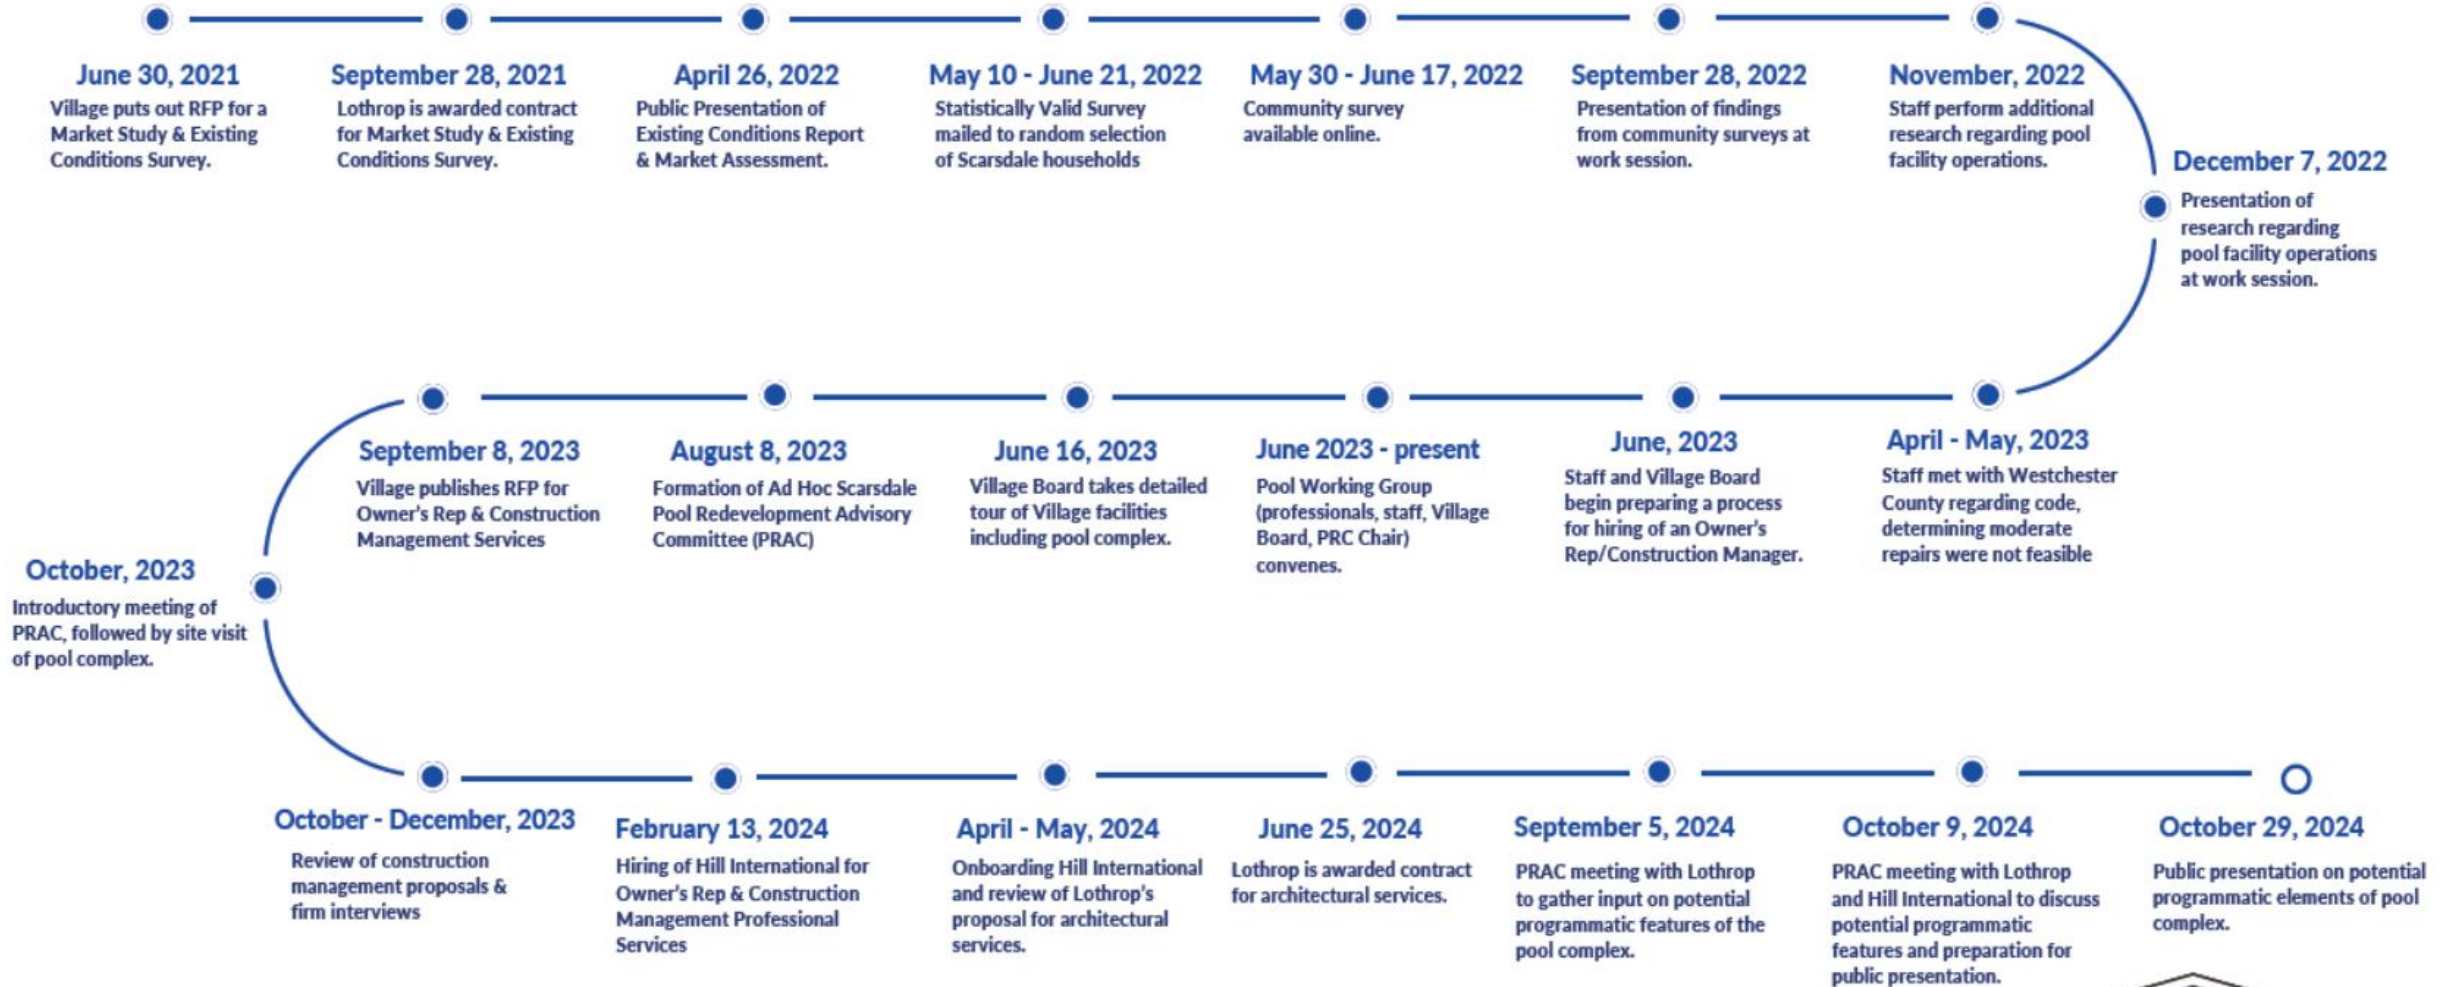 June 30, 2021
Village puts out RFP for a
Market Study & Existing
Conditions Survey.
September 28, 2021
Lothrop is awarded contract
for Market Study & Existing
Conditions Survey.
April 26, 2022
Public Presentation of
Existing Conditions Report
& Market Assessment.
May 10 - June 21, 2022
Statistically Valid Survey
mailed to random selection
of Scarsdale households
May 30 - June 17, 2022
Community survey
available online.
September 28, 2022
Presentation of findings
from community surveys at
work session.
November, 2022
Staff perform additional
research regarding pool
facility operations.
December 7, 2022
Presentation of
research regarding
pool facility operations
at work session.
April - May, 2023
Staff met with Westchester
County regarding code,
determining moderate
repairs were not feasible
June, 2023
Staff and Village Board
begin preparing a process
for hiring of an Owner's
Rep/Construction Manager.
June 2023 - present
Pool Working Group
(professionals, staff, Village
Board, PRC Chair)
convenes.
June 16, 2023
Village Board takes detailed
tour of Village facilities
including pool complex.
August 8, 2023
Formation of Ad Hoc Scarsdale
Pool Redevelopment Advisory
Committee (PRAC)
September 8, 2023
Village publishes RFP for
Owner's Rep & Construction
Management Services
October, 2023
Introductory meeting of
PRAC, followed by site visit
of pool complex.
October - December, 2023
Review of construction
management proposals &
firm interviews
February 13, 2024
Hiring of Hill International for
Owner's Rep & Construction
Management Professional
Services
April - May, 2024
Onboarding Hill International
and review of Lothrop's
proposal for architectural
services.
June 25, 2024
Lothrop is awarded contract
for architectural services.
September 5, 2024
PRAC meeting with Lothrop
to gather input on potential
programmatic features of the
pool complex.
October 9, 2024
PRAC meeting with Lothrop
and Hill International to discuss
potential programmatic
features and preparation for
public presentation.
October 29, 2024
Public presentation on potential
programmatic elements of pool
complex.